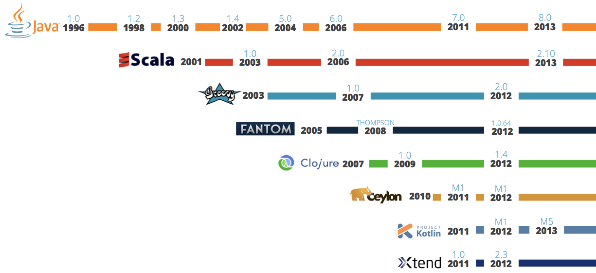 Java
1.0 1.2 1.3 1.4 5.0 6.0 7.0 8.0
1996 1998 2000 2002 2004 2006 2011 2013
Scala
1.0 2.0 2.10
2001 2003 2006 2013
Groovy
1.0 2.0
2003 2007 2012
FANTOM
THOMPSON 1.0.64
2005 2008 2012
Clojure
1.0 1.4
2007 2009 2012
Ceylon
M1 M1
2010 2011 2012
PROJECT
Kotlin
M1 M5
2011 2012 2013
Xtend
1.0 2.3
2011 2012